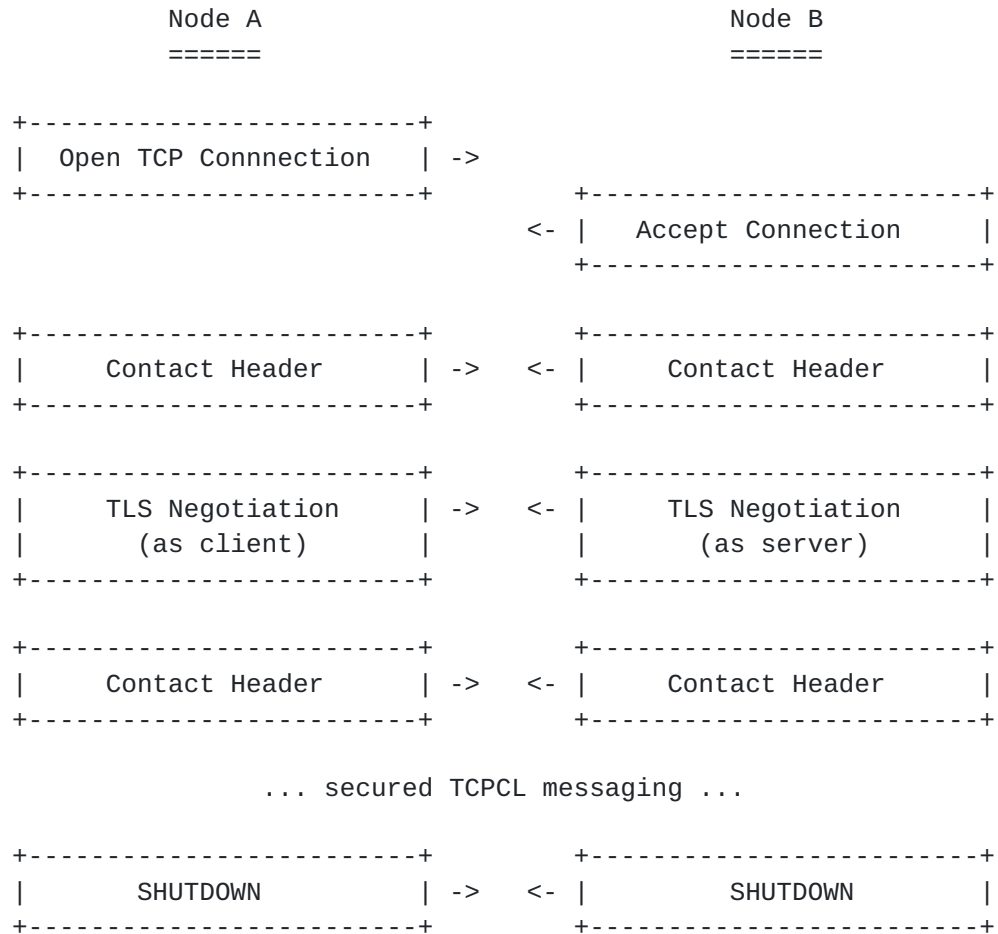 Node A Node B
====== ======
+-------------------------+
| Open TCP Connnection | ->
+-------------------------+ +-------------------------+
<- | Accept Connection |
+-------------------------+
+-------------------------+ +-------------------------+
| Contact Header | -> <- | Contact Header |
+-------------------------+ +-------------------------+
+-------------------------+ +-------------------------+
| TLS Negotiation | -> <- | TLS Negotiation |
| (as client) | | (as server) |
+-------------------------+ +-------------------------+
+-------------------------+ +-------------------------+
| Contact Header | -> <- | Contact Header |
+-------------------------+ +-------------------------+
... secured TCPCL messaging ...
+-------------------------+ +-------------------------+
| SHUTDOWN | -> <- | SHUTDOWN |
+-------------------------+ +-------------------------+